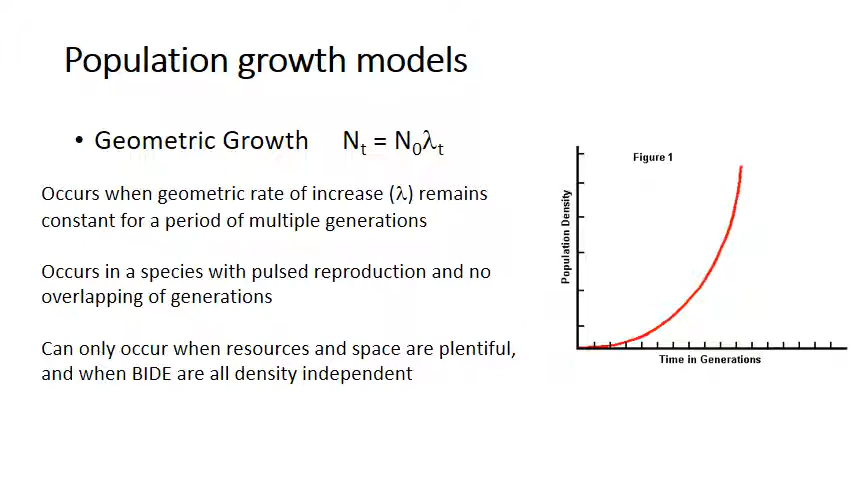 Population growth models
• Geometric Growth Nₜ = N₀λₜ
Occurs when geometric rate of increase (λ) remains
constant for a period of multiple generations
Occurs in a species with pulsed reproduction and no
overlapping of generations
Can only occur when resources and space are plentiful,
and when BIDE are all density independent
Figure 1
Population Density
Time in Generations